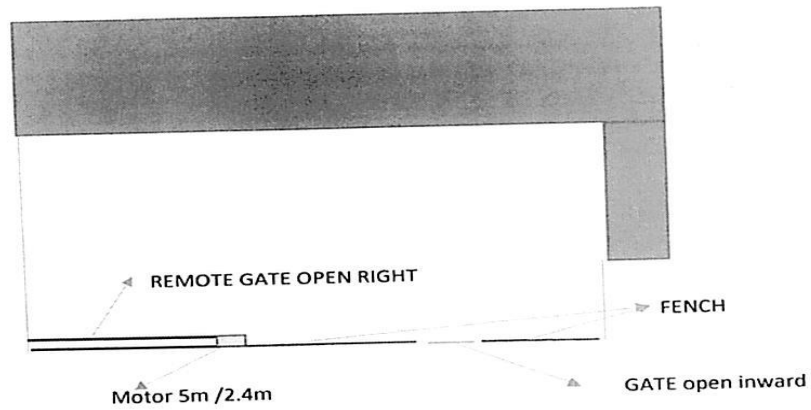 REMOTE GATE OPEN RIGHT
FENCH
Motor 5m /2.4m
GATE open inward